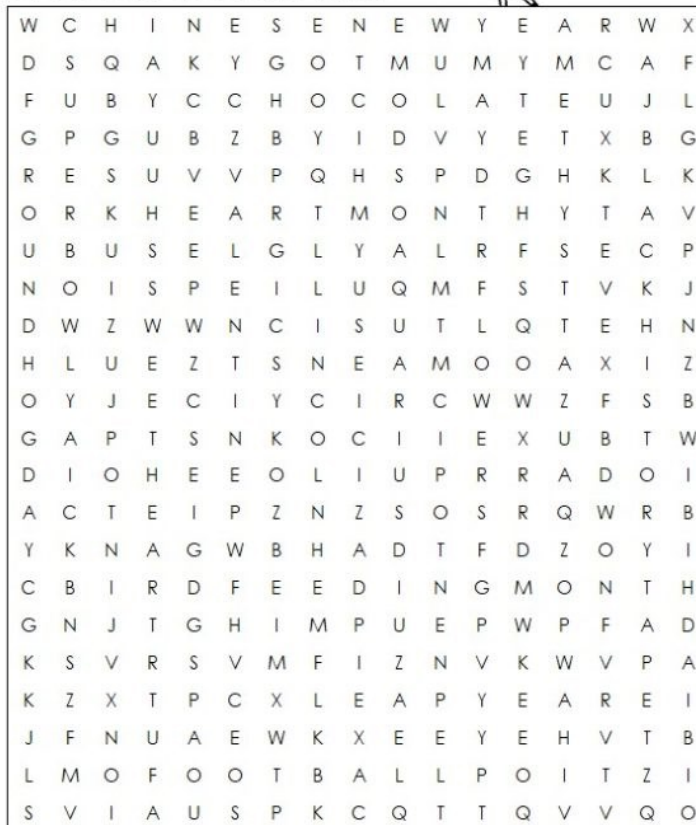 W C H I N E S E N E W Y E A R W X
D S Q A K Y G O T M U M Y M C A F
F U B Y C C H O C O L A T E U J L
G P G U B Z B Y I D V Y E T X B G
R E S U V V P Q H S P D G H K L K
O R K H E A R T M O N T H Y T A V
U B U S E L G L Y A L R F S E C P
N O I S P E I L U Q M F S T V K J
D W Z W W N C I S U T L Q T E H N
H L U E Z T S N E A M O O A X I Z
O Y J E C I Y C I R C W W Z F S B
G A P T S N K O C I I E X U B T W
D I O H E E O L I U P R R A D O I
A C T E I P Z N Z S O S R Q W R B
Y K N A G W B H A D T F D Z O Y I
C B I R D F E E D I N G M O N T H
G N J T G H I M P U E P W P F A D
K S V R S V M F I Z N V K W V P A
K Z X T P C X L E A P Y E A R E I
J F N U A E W K X E E Y E H V T B
L M O F O O T B A L L P O I T Z I
S V I A U S P K C Q T T Q V V Q O